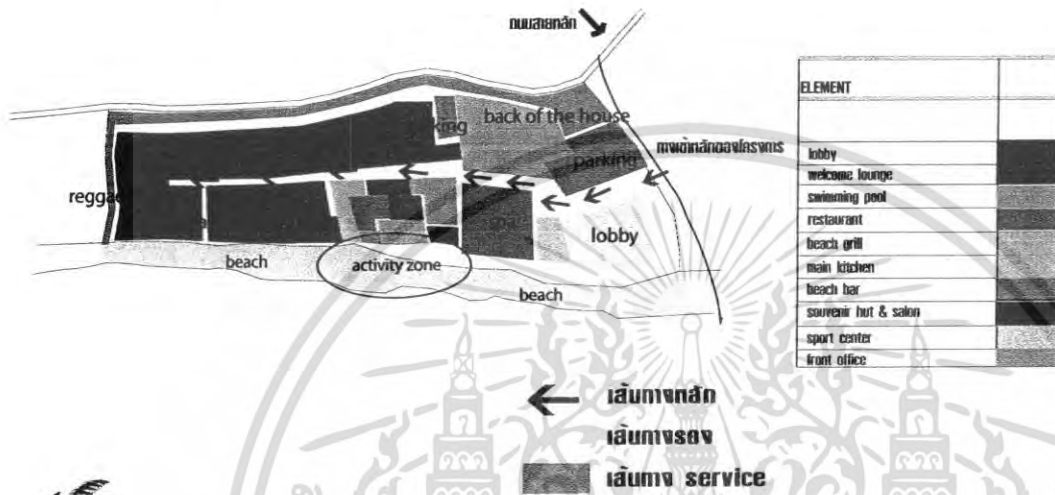 ถนนสายหลัก
back of the house
parking
ทางเข้าหลักของโครงการ
reggae
lobby
beach
activity zone
beach
ELEMENT
lobby
welcome lounge
swimming pool
restaurant
beach grill
main kitchen
beach bar
souvenir hut & salon
sport center
front office
เส้นทางหลัก
เส้นทางรอง
เส้นทาง service